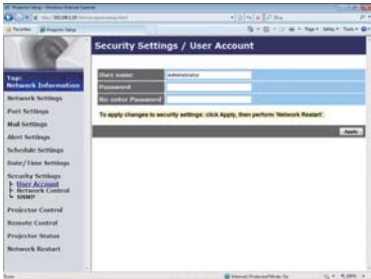 Security Settings / User Account
Top:
Network Information
Network Settings
Port Settings
Mail Settings
Alert Settings
Schedule Settings
Date/Time Settings
Security Settings
User Account
Network Control
SNMP
Projector Control
Remote Control
Projector Status
Network Restart
User name
Administrator
Password
Re-enter Password
To apply changes to security settings: click Apply, then perform 'Network Restart'.
Apply